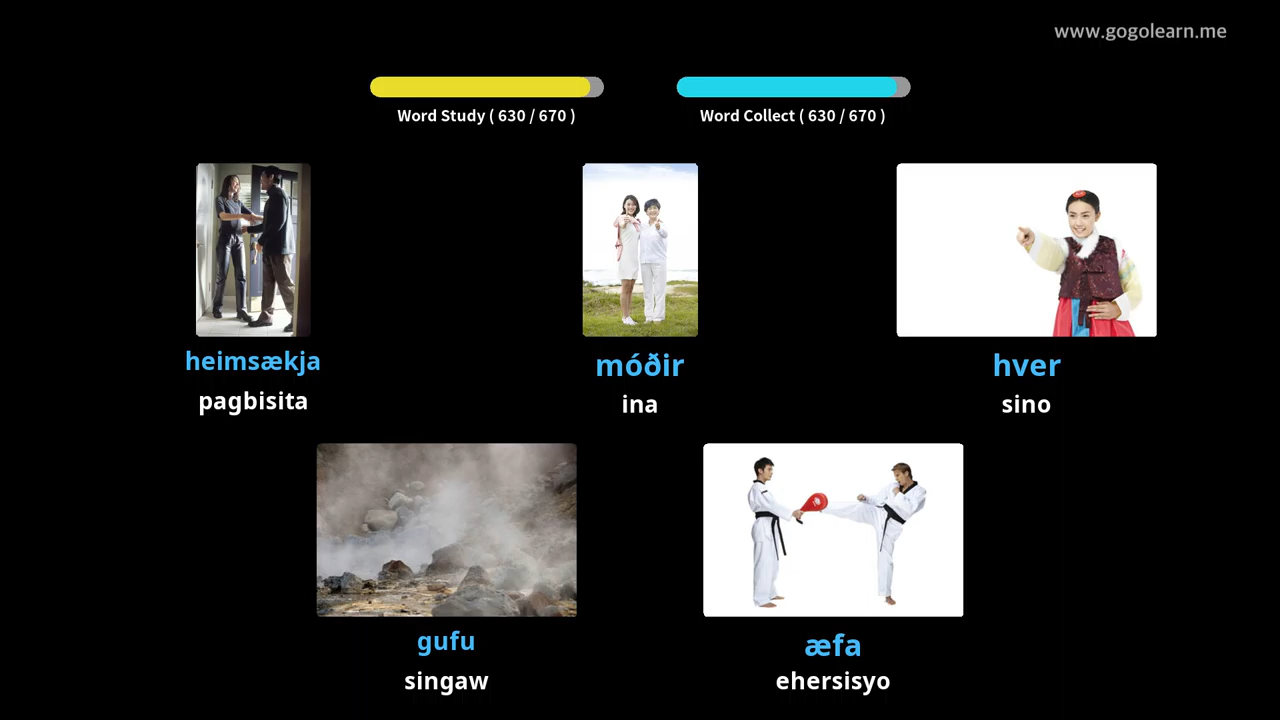 www.gogolearn.me
Word Study ( 630 / 670 )
Word Collect ( 630 / 670 )
heimsækja
pagbisita
móðir
ina
hver
sino
gufu
singaw
æfa
ehersisyo